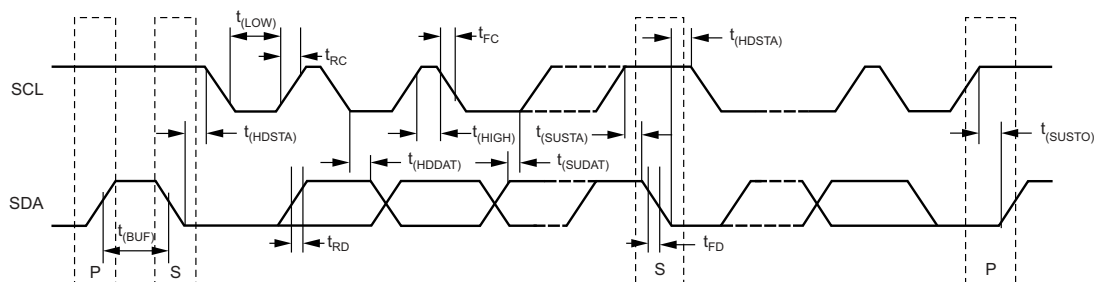 t(LOW)
tRC
tFC
t(HDSTA)
SCL
t(HDSTA)
t(HIGH)
t(SUSTA)
t(SUSTO)
t(HDDAT)
t(SUDAT)
SDA
t(BUF)
tRD
tFD
P
S
S
P